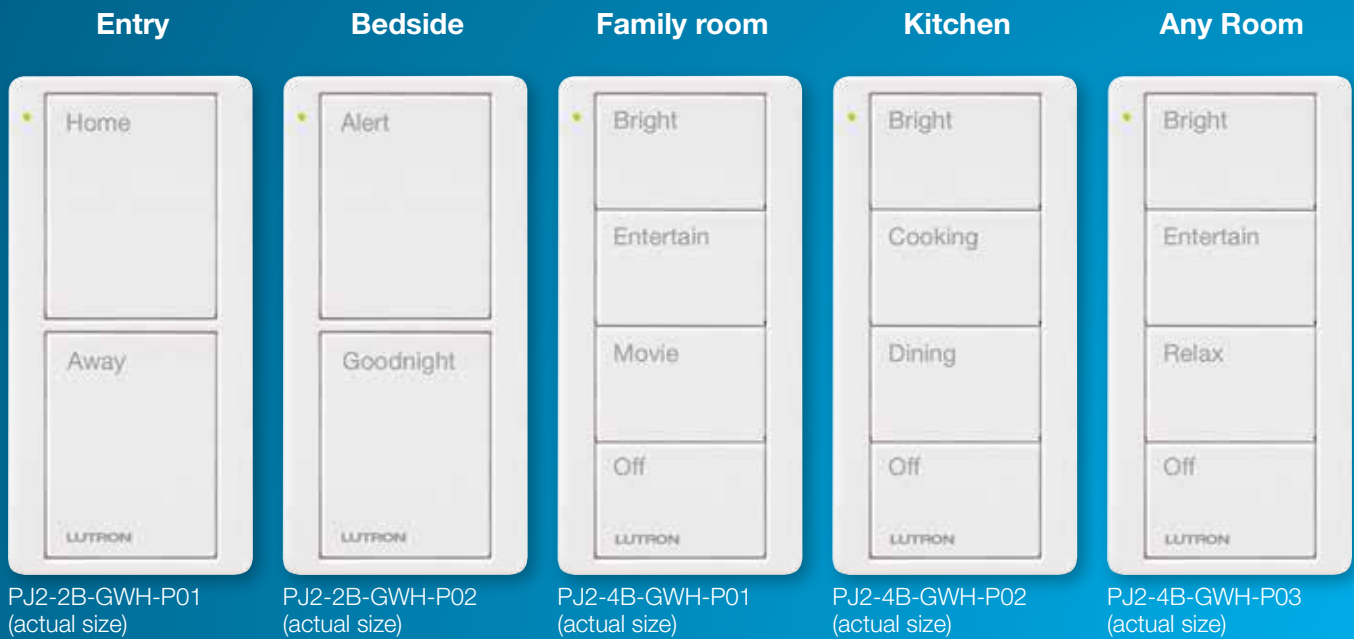 Entry
Bedside
Family room
Kitchen
Any Room
Home
Away
LUTRON
PJ2-2B-GWH-P01
(actual size)
Alert
Goodnight
LUTRON
PJ2-2B-GWH-P02
(actual size)
Bright
Entertain
Movie
Off
LUTRON
PJ2-4B-GWH-P01
(actual size)
Bright
Cooking
Dining
Off
LUTRON
PJ2-4B-GWH-P02
(actual size)
Bright
Entertain
Relax
Off
LUTRON
PJ2-4B-GWH-P03
(actual size)